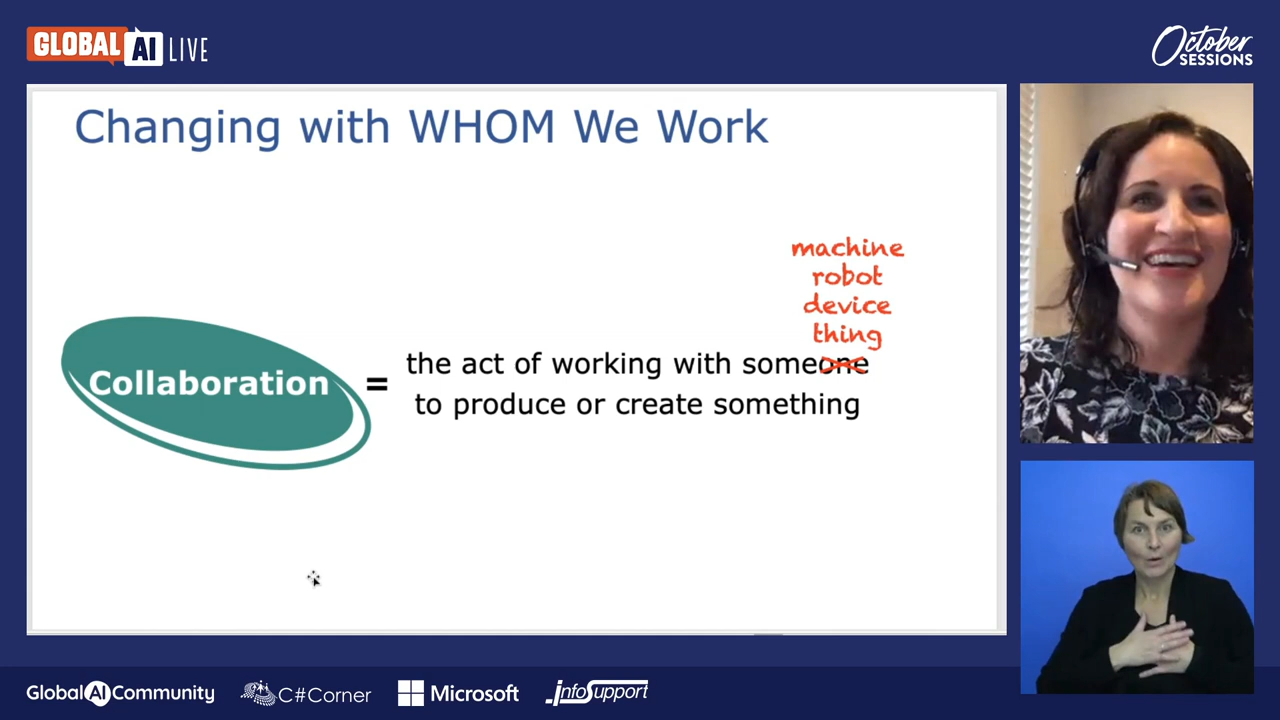 GLOBAL AI LIVE
October
SESSIONS
Changing with WHOM We Work
machine
robot
device
thing
Collaboration = the act of working with someone
to produce or create something
Global AI Community
C#Corner
Microsoft
infoSupport